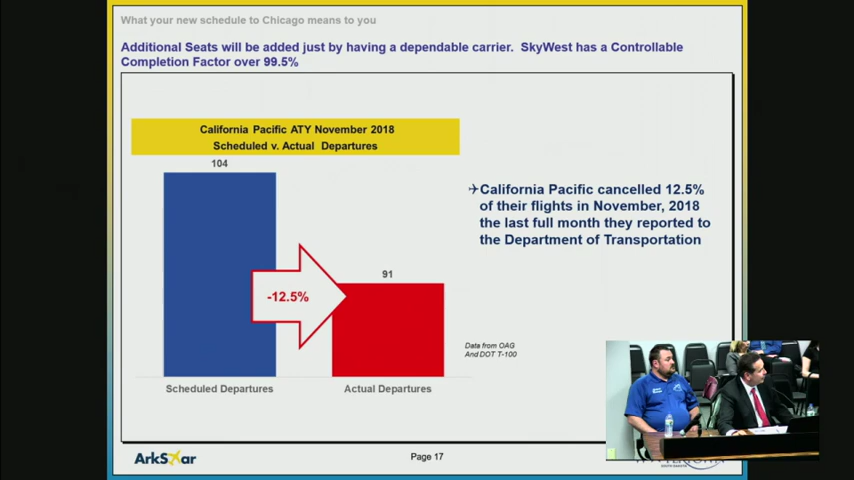 What your new schedule to Chicago means to you
Additional Seats will be added just by having a dependable carrier. SkyWest has a Controllable
Completion Factor over 99.5%
California Pacific ATY November 2018
Scheduled v. Actual Departures
104
✈California Pacific cancelled 12.5%
of their flights in November, 2018
the last full month they reported to
the Department of Transportation
91
-12.5%
Data from OAG
And DOT T-100
Scheduled Departures
Actual Departures
ArkStar
Page 17
SOUTH DAKOTA